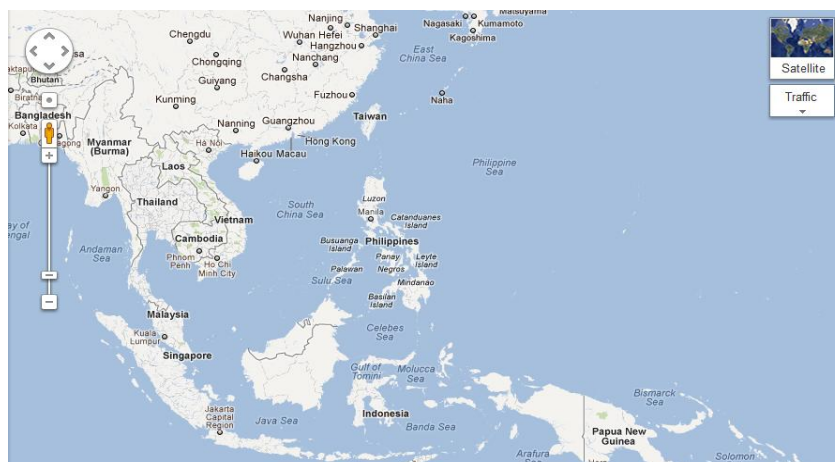 Matsuyama
Nanjing
Nagasaki
Kumamoto
Chengdu
Wuhan
Hefei
Shanghai
Kagoshima
Hangzhou
East
China Sea
Satellite
Chongqing
Nanchang
Bhutan
Changsha
Guiyang
Fuzhou
Naha
Traffic
Kunming
Bangladesh
Taiwan
Nanning
Guangzhou
Kolkata
Myanmar
(Burma)
Hà Nội
Hong Kong
Haikou
Macau
Laos
Philippine
Sea
Yangon
Thailand
Luzon
South
China Sea
Manila
Vietnam
Catanduanes
Island
Andaman
Sea
Cambodia
Busuanga
Island
Philippines
Phnom
Penh
Ho Chi
Minh City
Panay
Leyte
Island
Palawan
Negros
Sulu Sea
Mindanao
Basilan
Island
Malaysia
Celebes
Sea
Kuala
Lumpur
Singapore
Gulf of
Tomini
Molucca
Sea
Bismarck
Sea
Jakarta
Capital
Region
Java Sea
Indonesia
Banda Sea
Papua New
Guinea
Arafura
Solomon